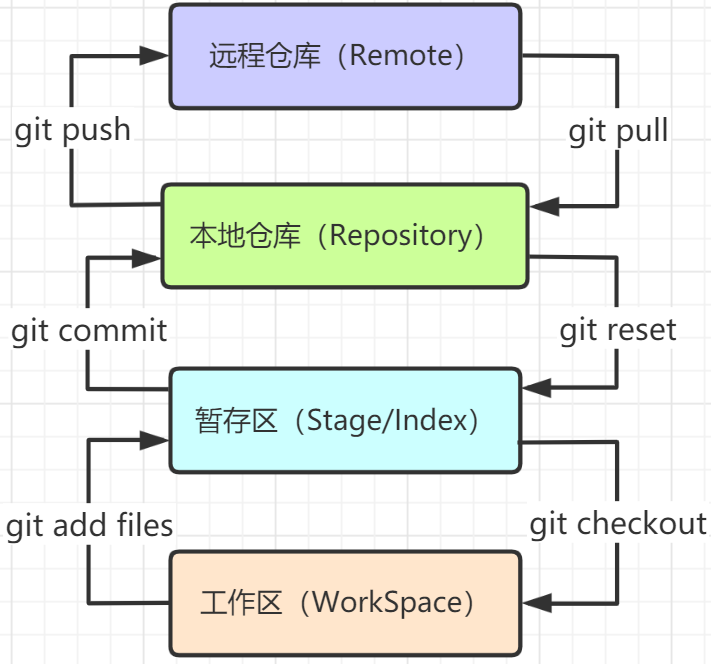 远程仓库（Remote）
git push
git pull
本地仓库（Repository）
git commit
git reset
暂存区（Stage/Index）
git add files
git checkout
工作区（WorkSpace）